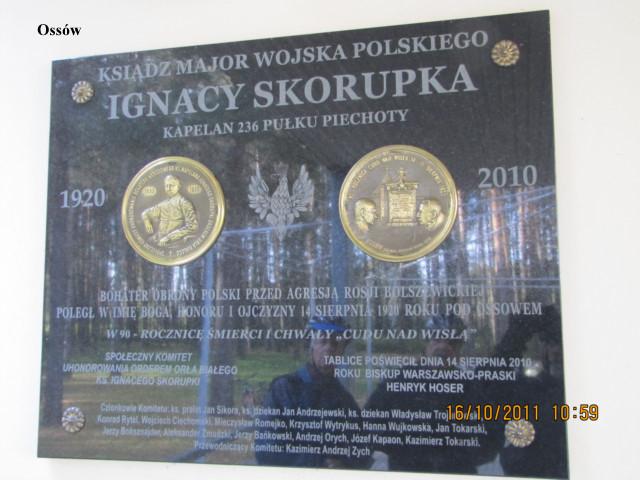 Ossów
KSIĄDZ MAJOR WOJSKA POLSKIEGO
IGNACY SKORUPKA
KAPELAN 236 PUŁKU PIECHOTY
1920
2010
BOHATER OBRONY POLSKI PRZED AGRESJĄ ROSJI BOLSZEWICKIEJ
POLEGŁ W IMIĘ BOGA, HONORU I OJCZYZNY 14 SIERPNIA 1920 ROKU POD OSSOWEM
W 90 - ROCZNICĘ ŚMIERCI I CHWAŁY „CUDU NAD WISŁĄ”
SPOŁECZNY KOMITET
UHONOROWANIA ORDEREM ORŁA BIAŁEGO
KS. IGNACEGO SKORUPKI
TABLICE POŚWIĘCIŁ DNIA 14 SIERPNIA 2010
ROKU BISKUP WARSZAWSKO-PRASKI
HENRYK HOSER
Członkowie Komitetu: ks. prałat Jan Sikora, ks. dziekan Jan Andrzejewski, ks. dziekan Władysław
Konrad Rytel, Wojciech Ciechomski, Mieczysław Romejko, Krzysztof Wytrykus, Hanna Wujkowska, Jan Tokarski,
Jerzy Bokszczajder, Aleksander Żmudzki, Jerzy Bańkowski, Andrzej Orych, Józef Kapaon, Kazimierz Tokarski.
Przewodniczący Komitetu: Kazimierz Andrzej Zych
16/10/2011 10:59